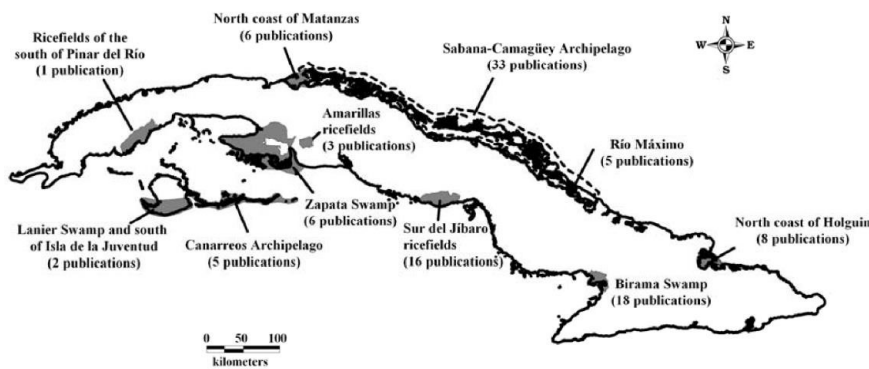 North coast of Matanzas
(6 publications)
Ricefields of the
south of Pinar del Río
(1 publication)
Sabana-Camagüey Archipelago
(33 publications)
N
W E
S
Amarillas
ricefields
(3 publications)
Río Máximo
(5 publications)
Zapata Swamp
(6 publications)
Lanier Swamp and south
of Isla de la Juventud
(2 publications)
Canarreos Archipelago
(5 publications)
Sur del Jíbaro
ricefields
(16 publications)
North coast of Holguin
(8 publications)
Birama Swamp
(18 publications)
0 50 100
kilometers